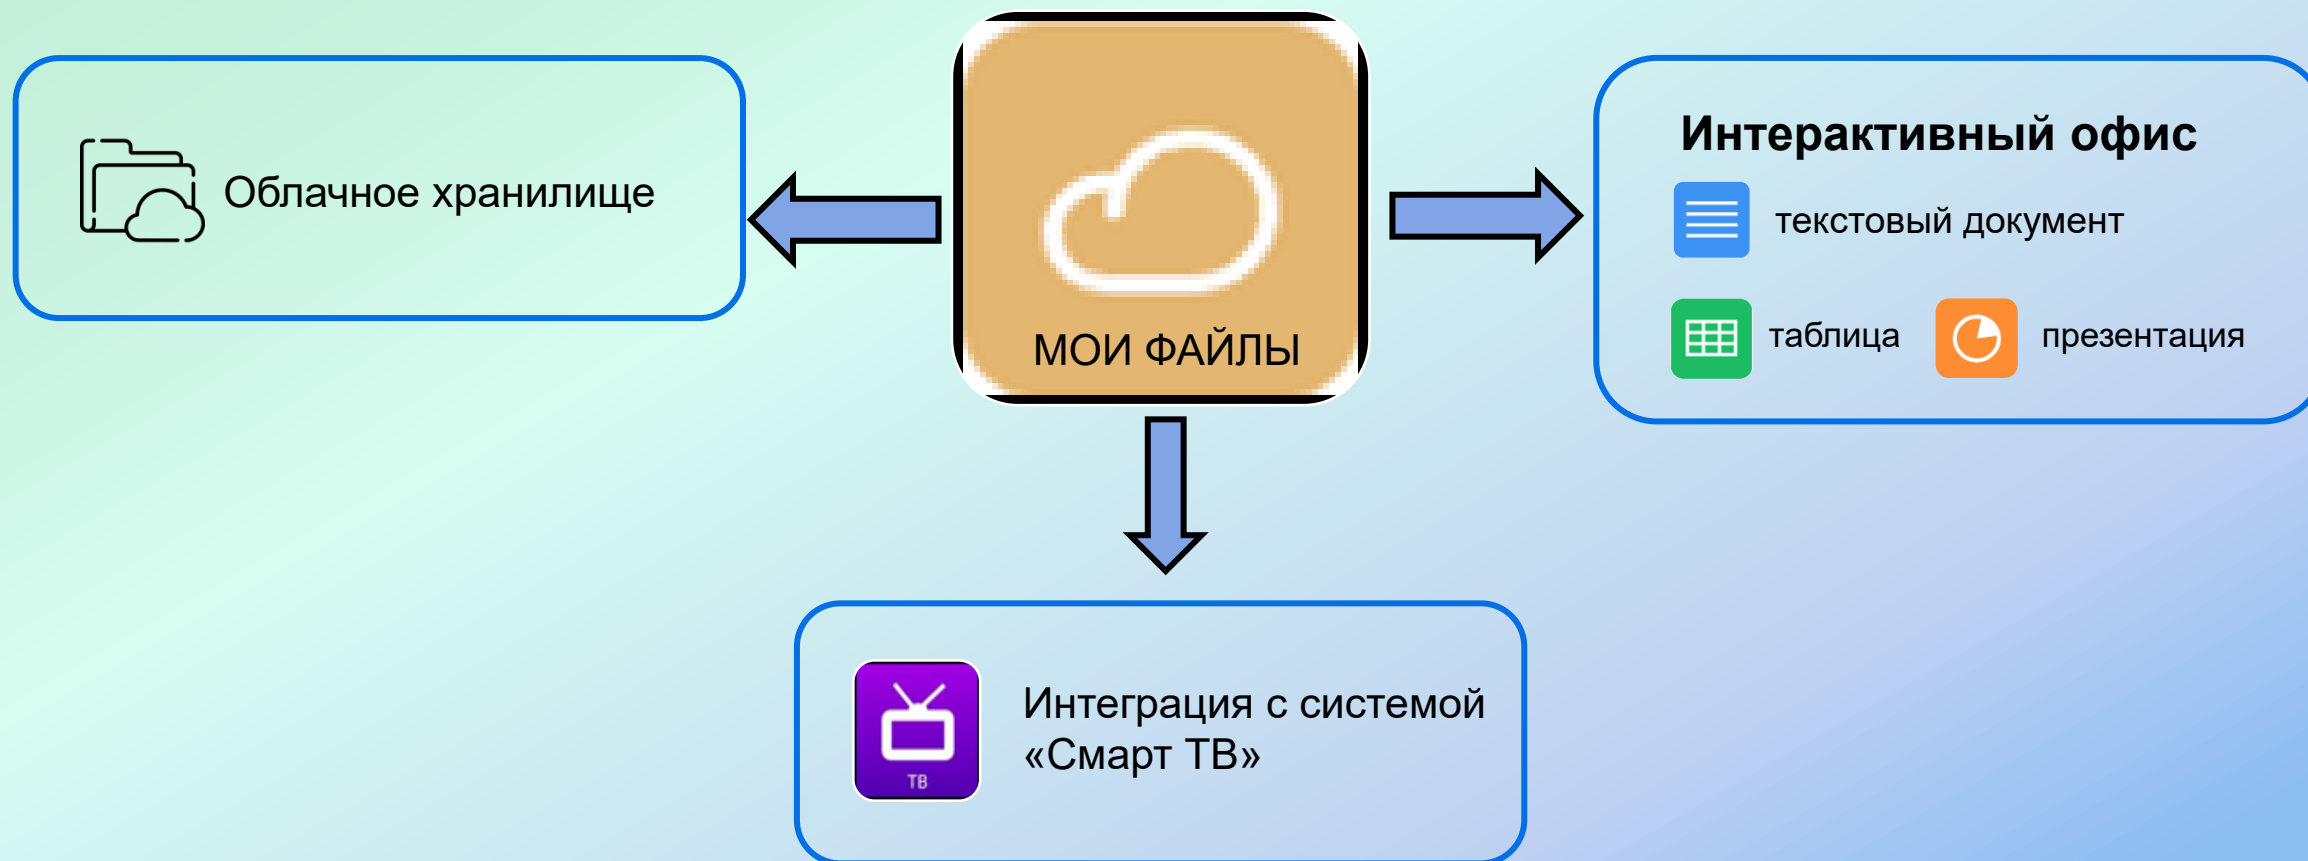 Облачное хранилище
МОИ ФАЙЛЫ
Интерактивный офис
текстовый документ
таблица
презентация
Интеграция с системой
«Смарт ТВ»
ТВ